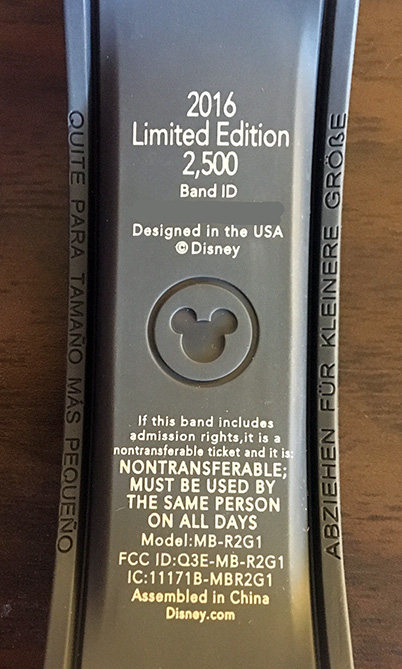 2016
Limited Edition
2,500
Band ID
Designed in the USA
©Disney
If this band includes
admission rights,it is a
nontransferable ticket and it is:
NONTRANSFERABLE;
MUST BE USED BY
THE SAME PERSON
ON ALL DAYS
Model:MB-R2G1
FCC ID:Q3E-MB-R2G1
IC:11171B-MBR2G1
Assembled in China
Disney.com
QUITE PARA TAMAÑO MÁS PEQUEÑO
ABZIEHEN FÜR KLEINERE GRÖßE